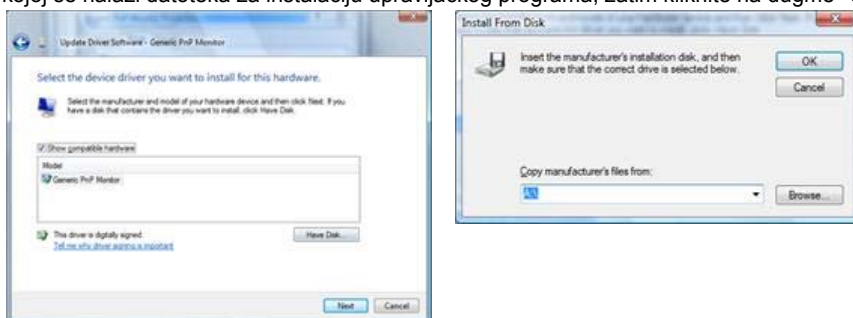 kojoj se nalazi datoteka za instalaciju upravljačkog programa, zatim kliknite na dugme
Update Driver Software - Generic PnP Monitor
Select the device driver you want to install for this hardware.
Select the manufacturer and model of your hardware device and then click Next. If you
have a disk that contains the driver you want to install, click Have Disk.
Show compatible hardware
Model
Generic PnP Monitor
This driver is digitally signed.
Tell me why driver signing is important
Have Disk...
Next
Cancel
Install From Disk
Insert the manufacturer's installation disk, and then
make sure that the correct drive is selected below.
OK
Cancel
Copy manufacturer's files from:
A:\
Browse...